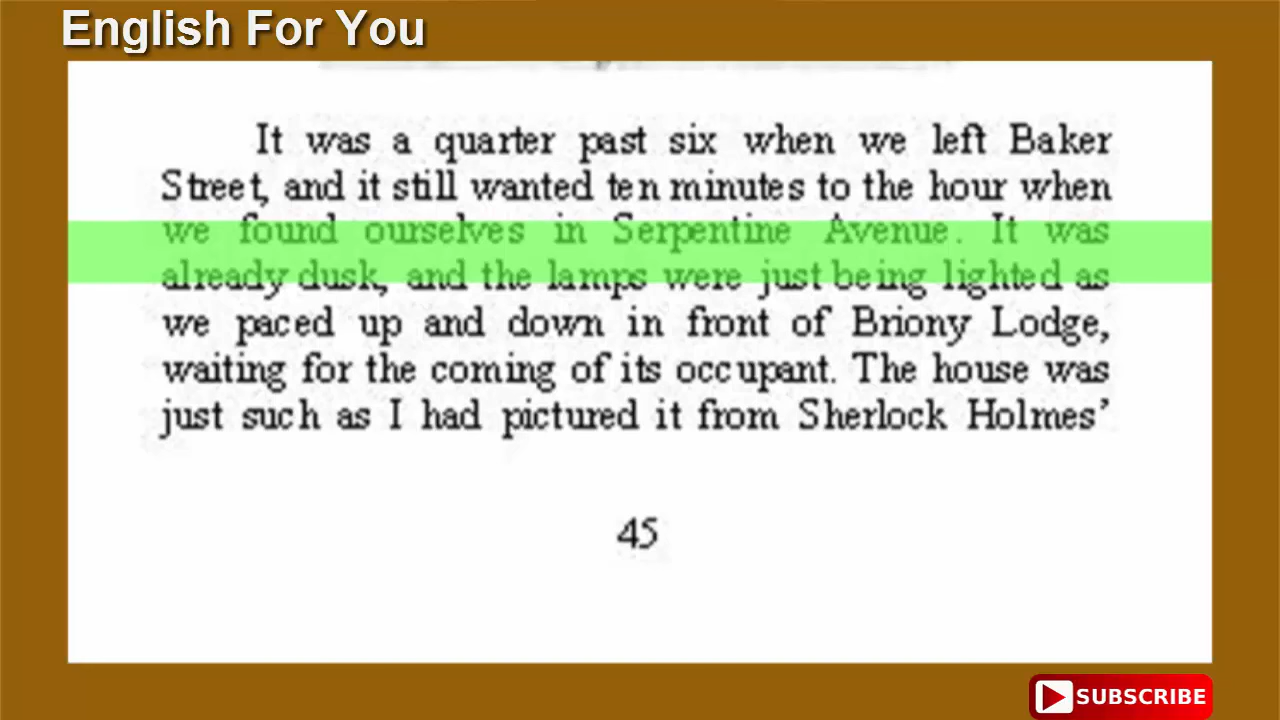 English For You
It was a quarter past six when we left Baker
Street, and it still wanted ten minutes to the hour when
we found ourselves in Serpentine Avenue. It was
already dusk, and the lamps were just being lighted as
we paced up and down in front of Briony Lodge,
waiting for the coming of its occupant. The house was
just such as I had pictured it from Sherlock Holmes’
45
SUBSCRIBE